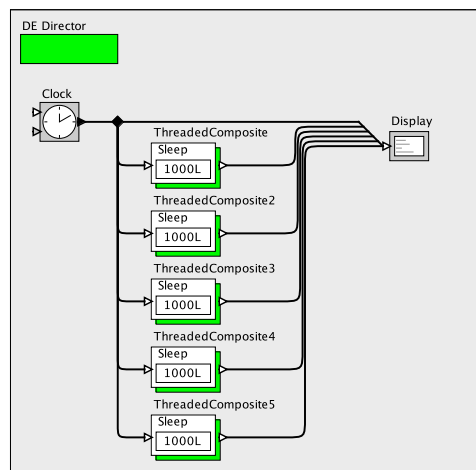 DE Director
Clock
Display
ThreadedComposite
Sleep
1000L
ThreadedComposite2
Sleep
1000L
ThreadedComposite3
Sleep
1000L
ThreadedComposite4
Sleep
1000L
ThreadedComposite5
Sleep
1000L